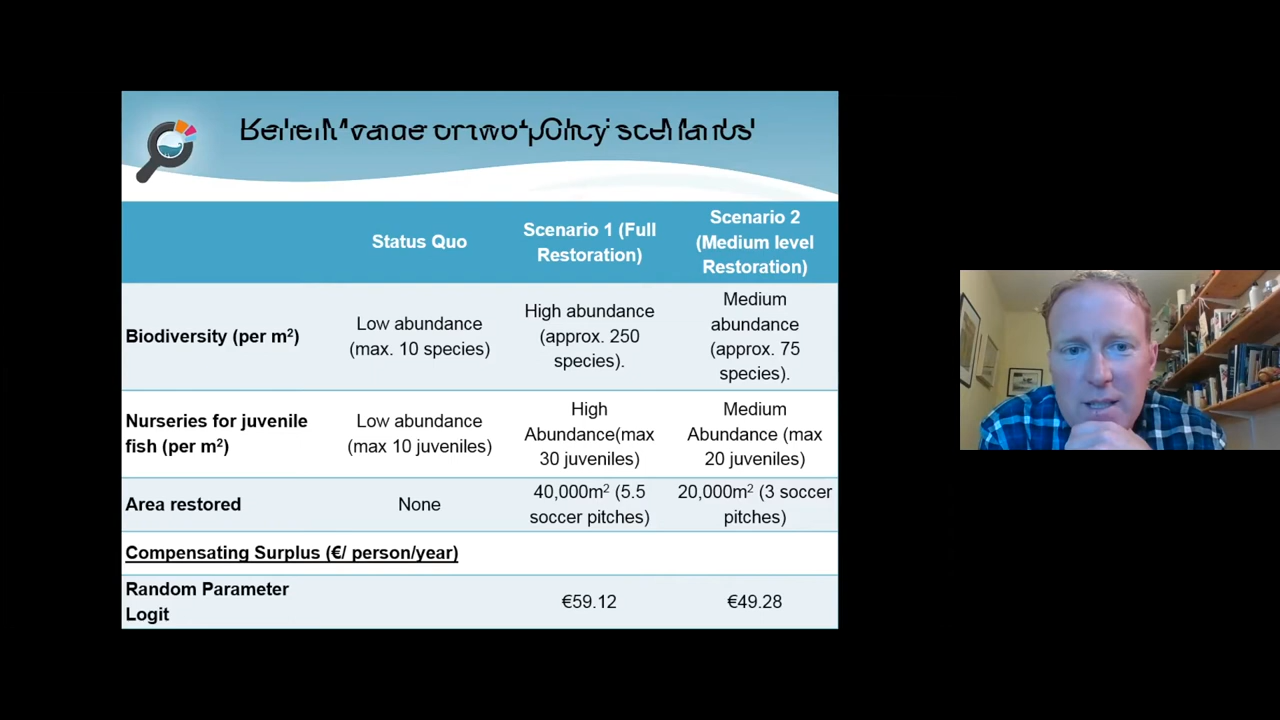 Status Quo
Scenario 1 (Full
Restoration)
Scenario 2
(Medium level
Restoration)
Biodiversity (per m²)
Low abundance
(max. 10 species)
High abundance
(approx. 250
species).
Medium
abundance
(approx. 75
species).
Nurseries for juvenile
fish (per m²)
Low abundance
(max 10 juveniles)
High
Abundance(max
30 juveniles)
Medium
Abundance (max
20 juveniles)
Area restored
None
40,000m² (5.5
soccer pitches)
20,000m² (3 soccer
pitches)
Compensating Surplus (€/ person/year)
Random Parameter
Logit
€59.12
€49.28